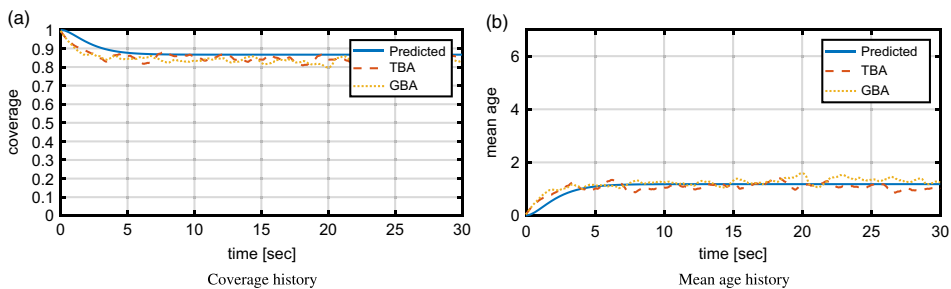 (a)
1
0.9
0.8
0.7
0.6
0.5
0.4
0.3
0.2
0.1
0
coverage
Predicted
TBA
GBA
0 5 10 15 20 25 30
time [sec]
Coverage history
(b)
6
4
2
0
mean age
Predicted
TBA
GBA
0 5 10 15 20 25 30
time [sec]
Mean age history